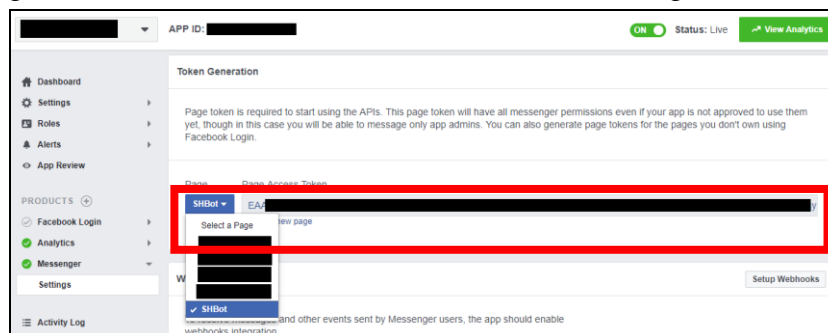 APP ID:
ON Status: Live View Analytics
Token Generation
Dashboard
Settings
Roles
Alerts
App Review
PRODUCTS
Facebook Login
Analytics
Messenger
Settings
Activity Log
Page token is required to start using the APIs. This page token will have all messenger permissions even if your app is not approved to use them
yet, though in this case you will be able to message only app admins. You can also generate page tokens for the pages you don't own using
Facebook Login.
Page Page Access Token
SHBot EAA y
Select a Page
new page
SHBot
W
Setup Webhooks
To receive messages and other events sent by Messenger users, the app should enable
webhooks integration.